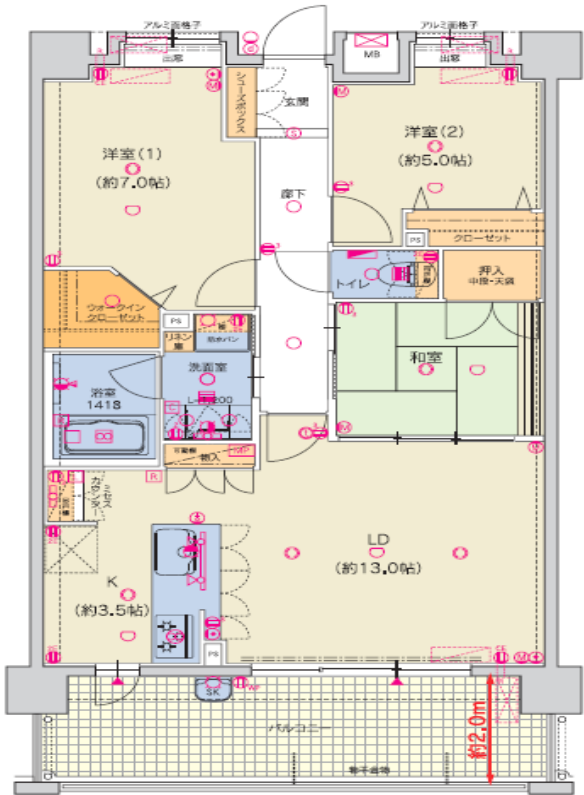 アルミ面格子
アルミ面格子
出窓
MB
出窓
シューズボックス
玄関
洋室(1)
(約7.0帖)
洋室(2)
(約5.0帖)
廊下
PS
クローゼット
トイレ
押入
中段・天袋
ウォークイン
クローゼット
PS
リネン庫
防水パン
和室
洗面室
浴室
1418
物入
R
ミセス
カウンター
LD
(約13.0帖)
K
(約3.5帖)
PS
SK
バルコニー
物干金物
約2.0m